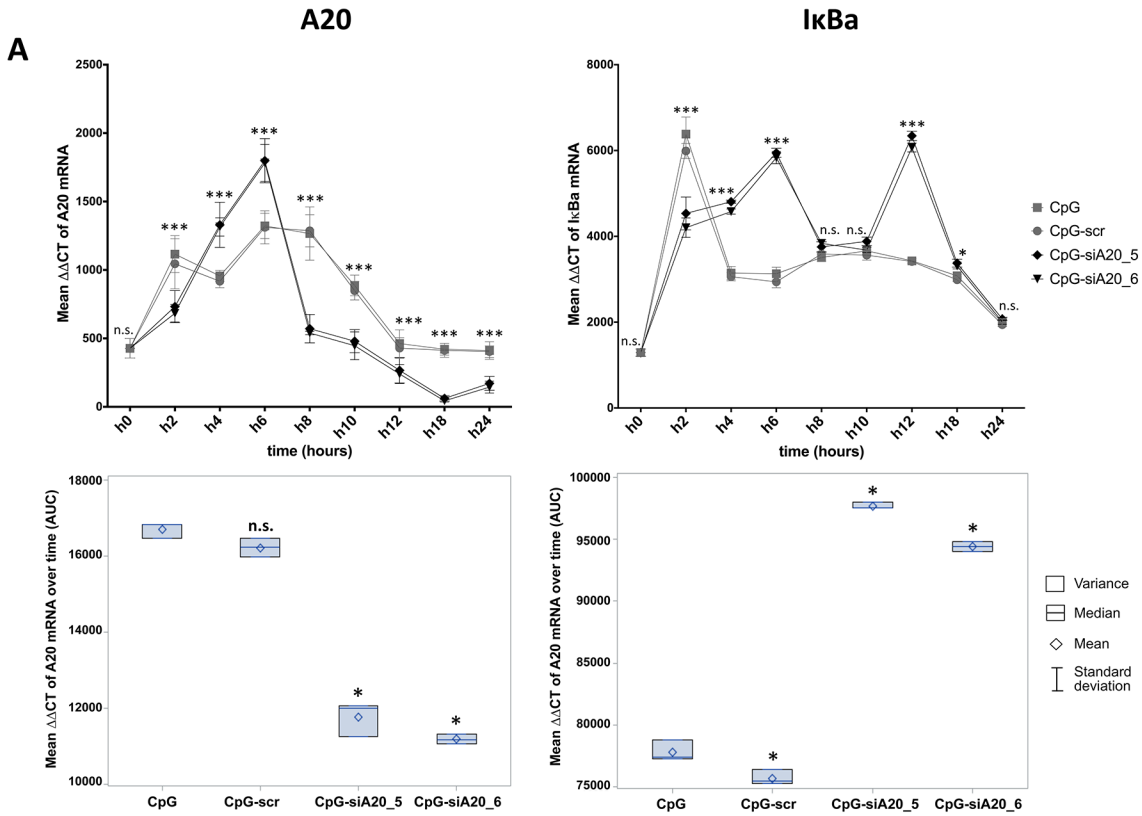 A20
IκBa
A
2500
2000
1500
1000
500
0
Mean ΔΔCT of A20 mRNA
n.s.
***
***
***
***
***
***
***
***
h0
h2
h4
h6
h8
h10
h12
h18
h24
time (hours)
8000
6000
4000
2000
0
Mean ΔΔCT of IκBa mRNA
n.s.
***
***
***
n.s.
n.s.
***
*
n.s.
h0
h2
h4
h6
h8
h10
h12
h18
h24
time (hours)
CpG
CpG-scr
CpG-siA20_5
CpG-siA20_6
18000
16000
14000
12000
10000
Mean ΔΔCT of A20 mRNA over time (AUC)
n.s.
*
*
CpG
CpG-scr
CpG-siA20_5
CpG-siA20_6
100000
95000
90000
85000
80000
75000
Mean ΔΔCT of A20 mRNA over time (AUC)
*
*
*
CpG
CpG-scr
CpG-siA20_5
CpG-siA20_6
Variance
Median
Mean
Standard
deviation